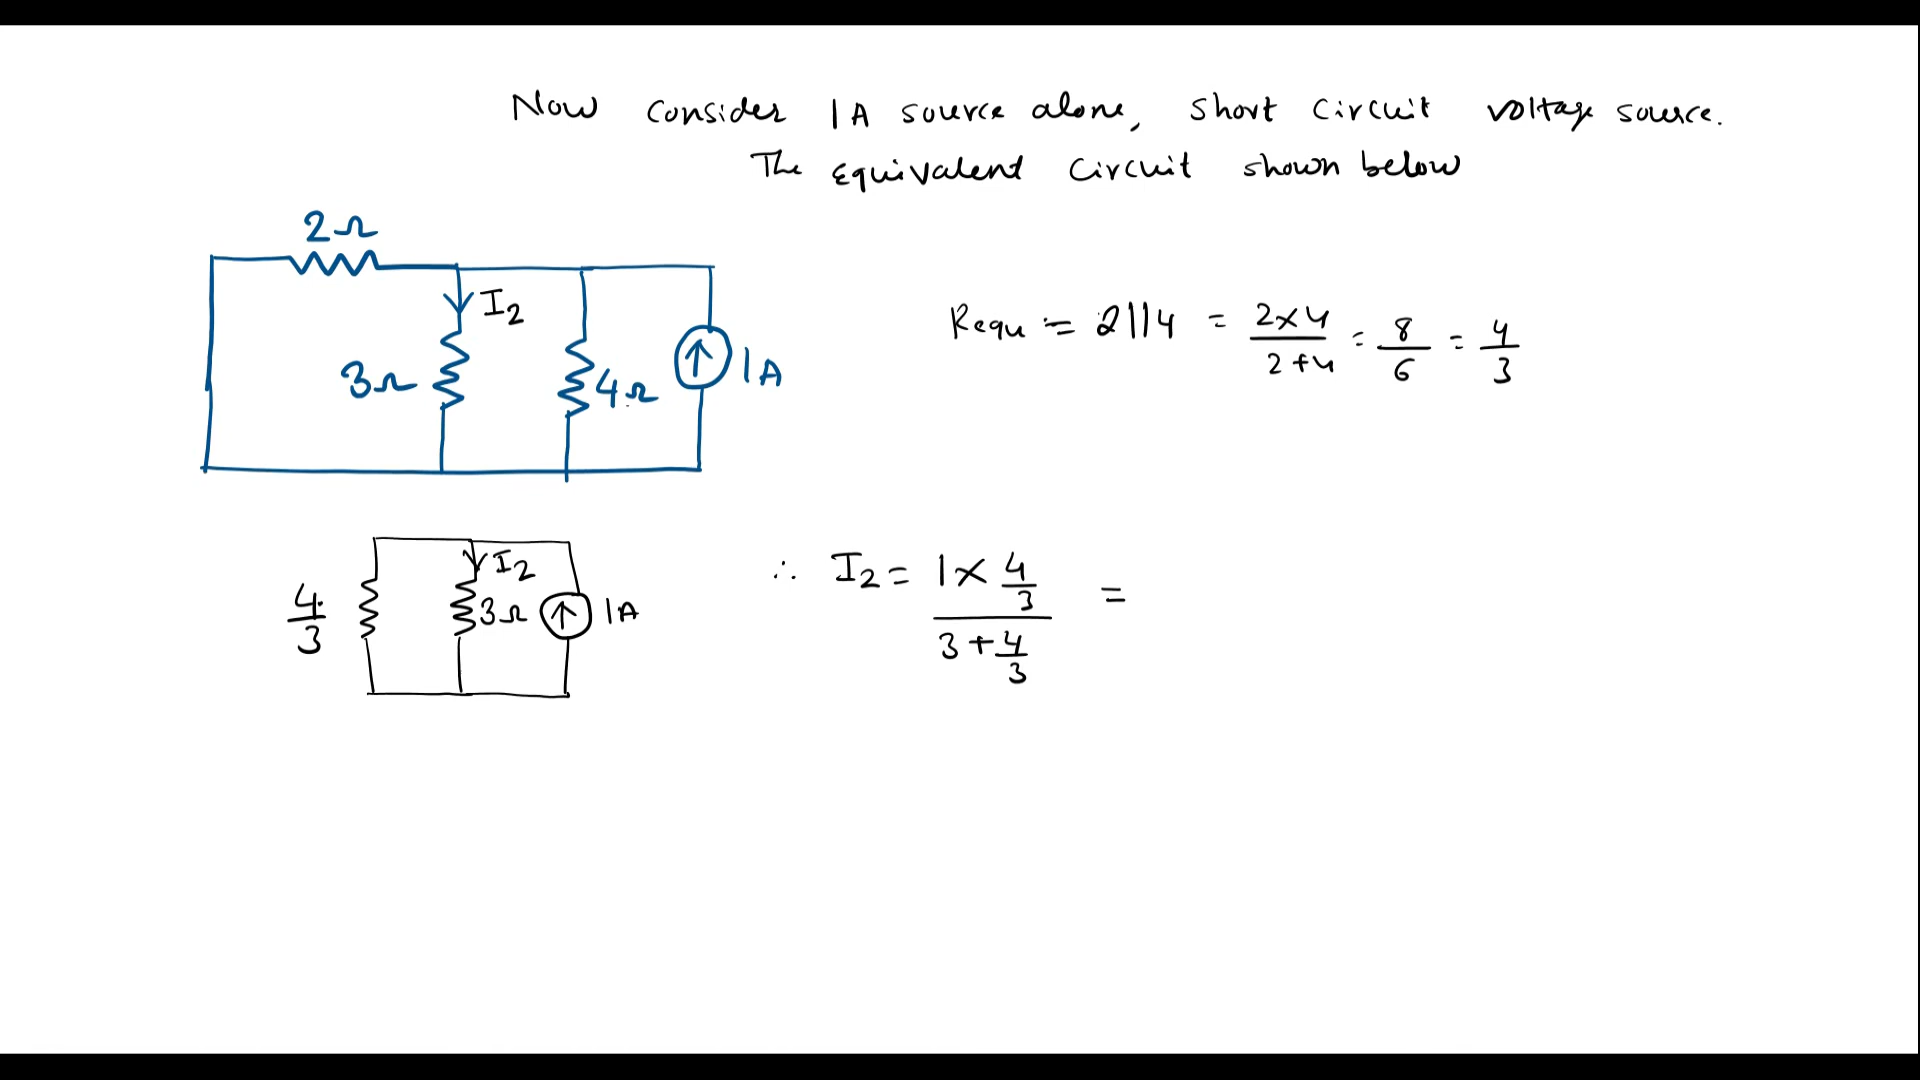 Now consider 1A source alone, short circuit voltage source.
The equivalent circuit shown below
2Ω
I2
3Ω
4Ω
1A
Requ := 2||4 = 2×4/2+4 = 8/6 = 4/3
4/3
I2
3Ω
1A
∴ I2 = 1×4/3 / 3+4/3 =